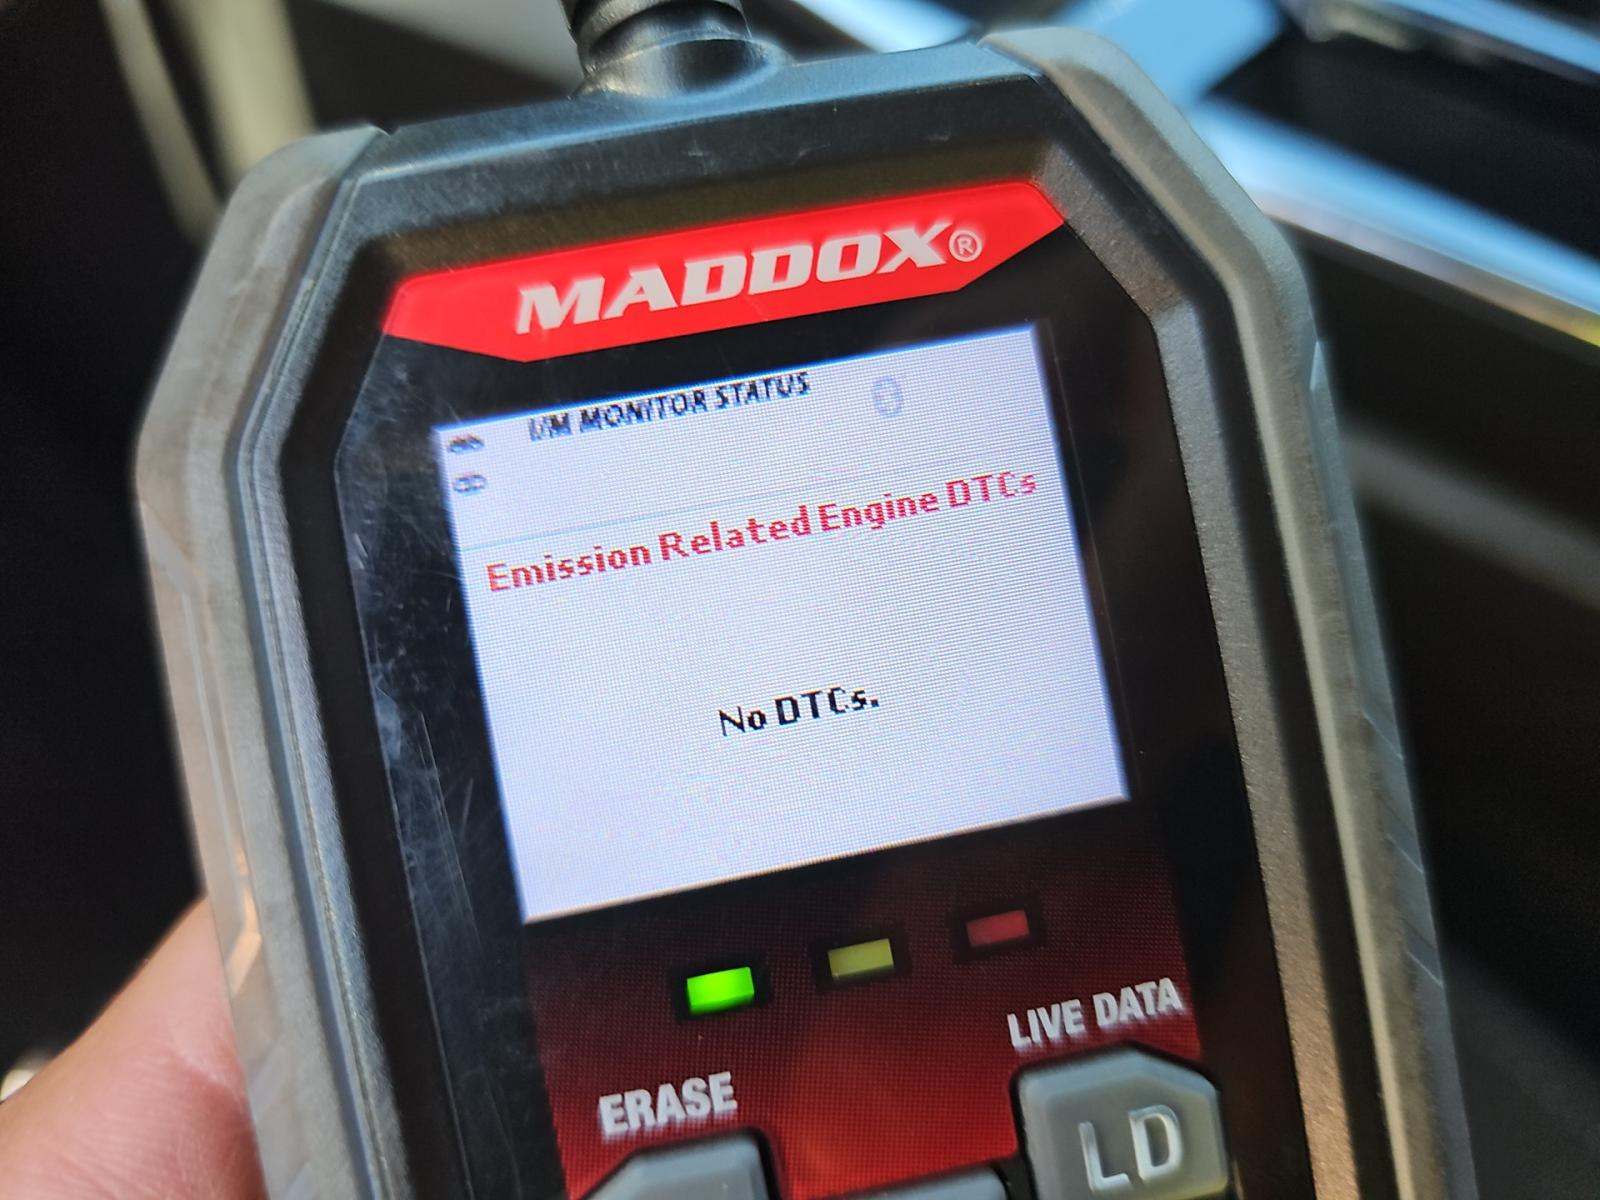 MADDOX®
I/M MONITOR STATUS
Emission Related Engine DTCs
No DTCs.
LIVE DATA
ERASE
LD